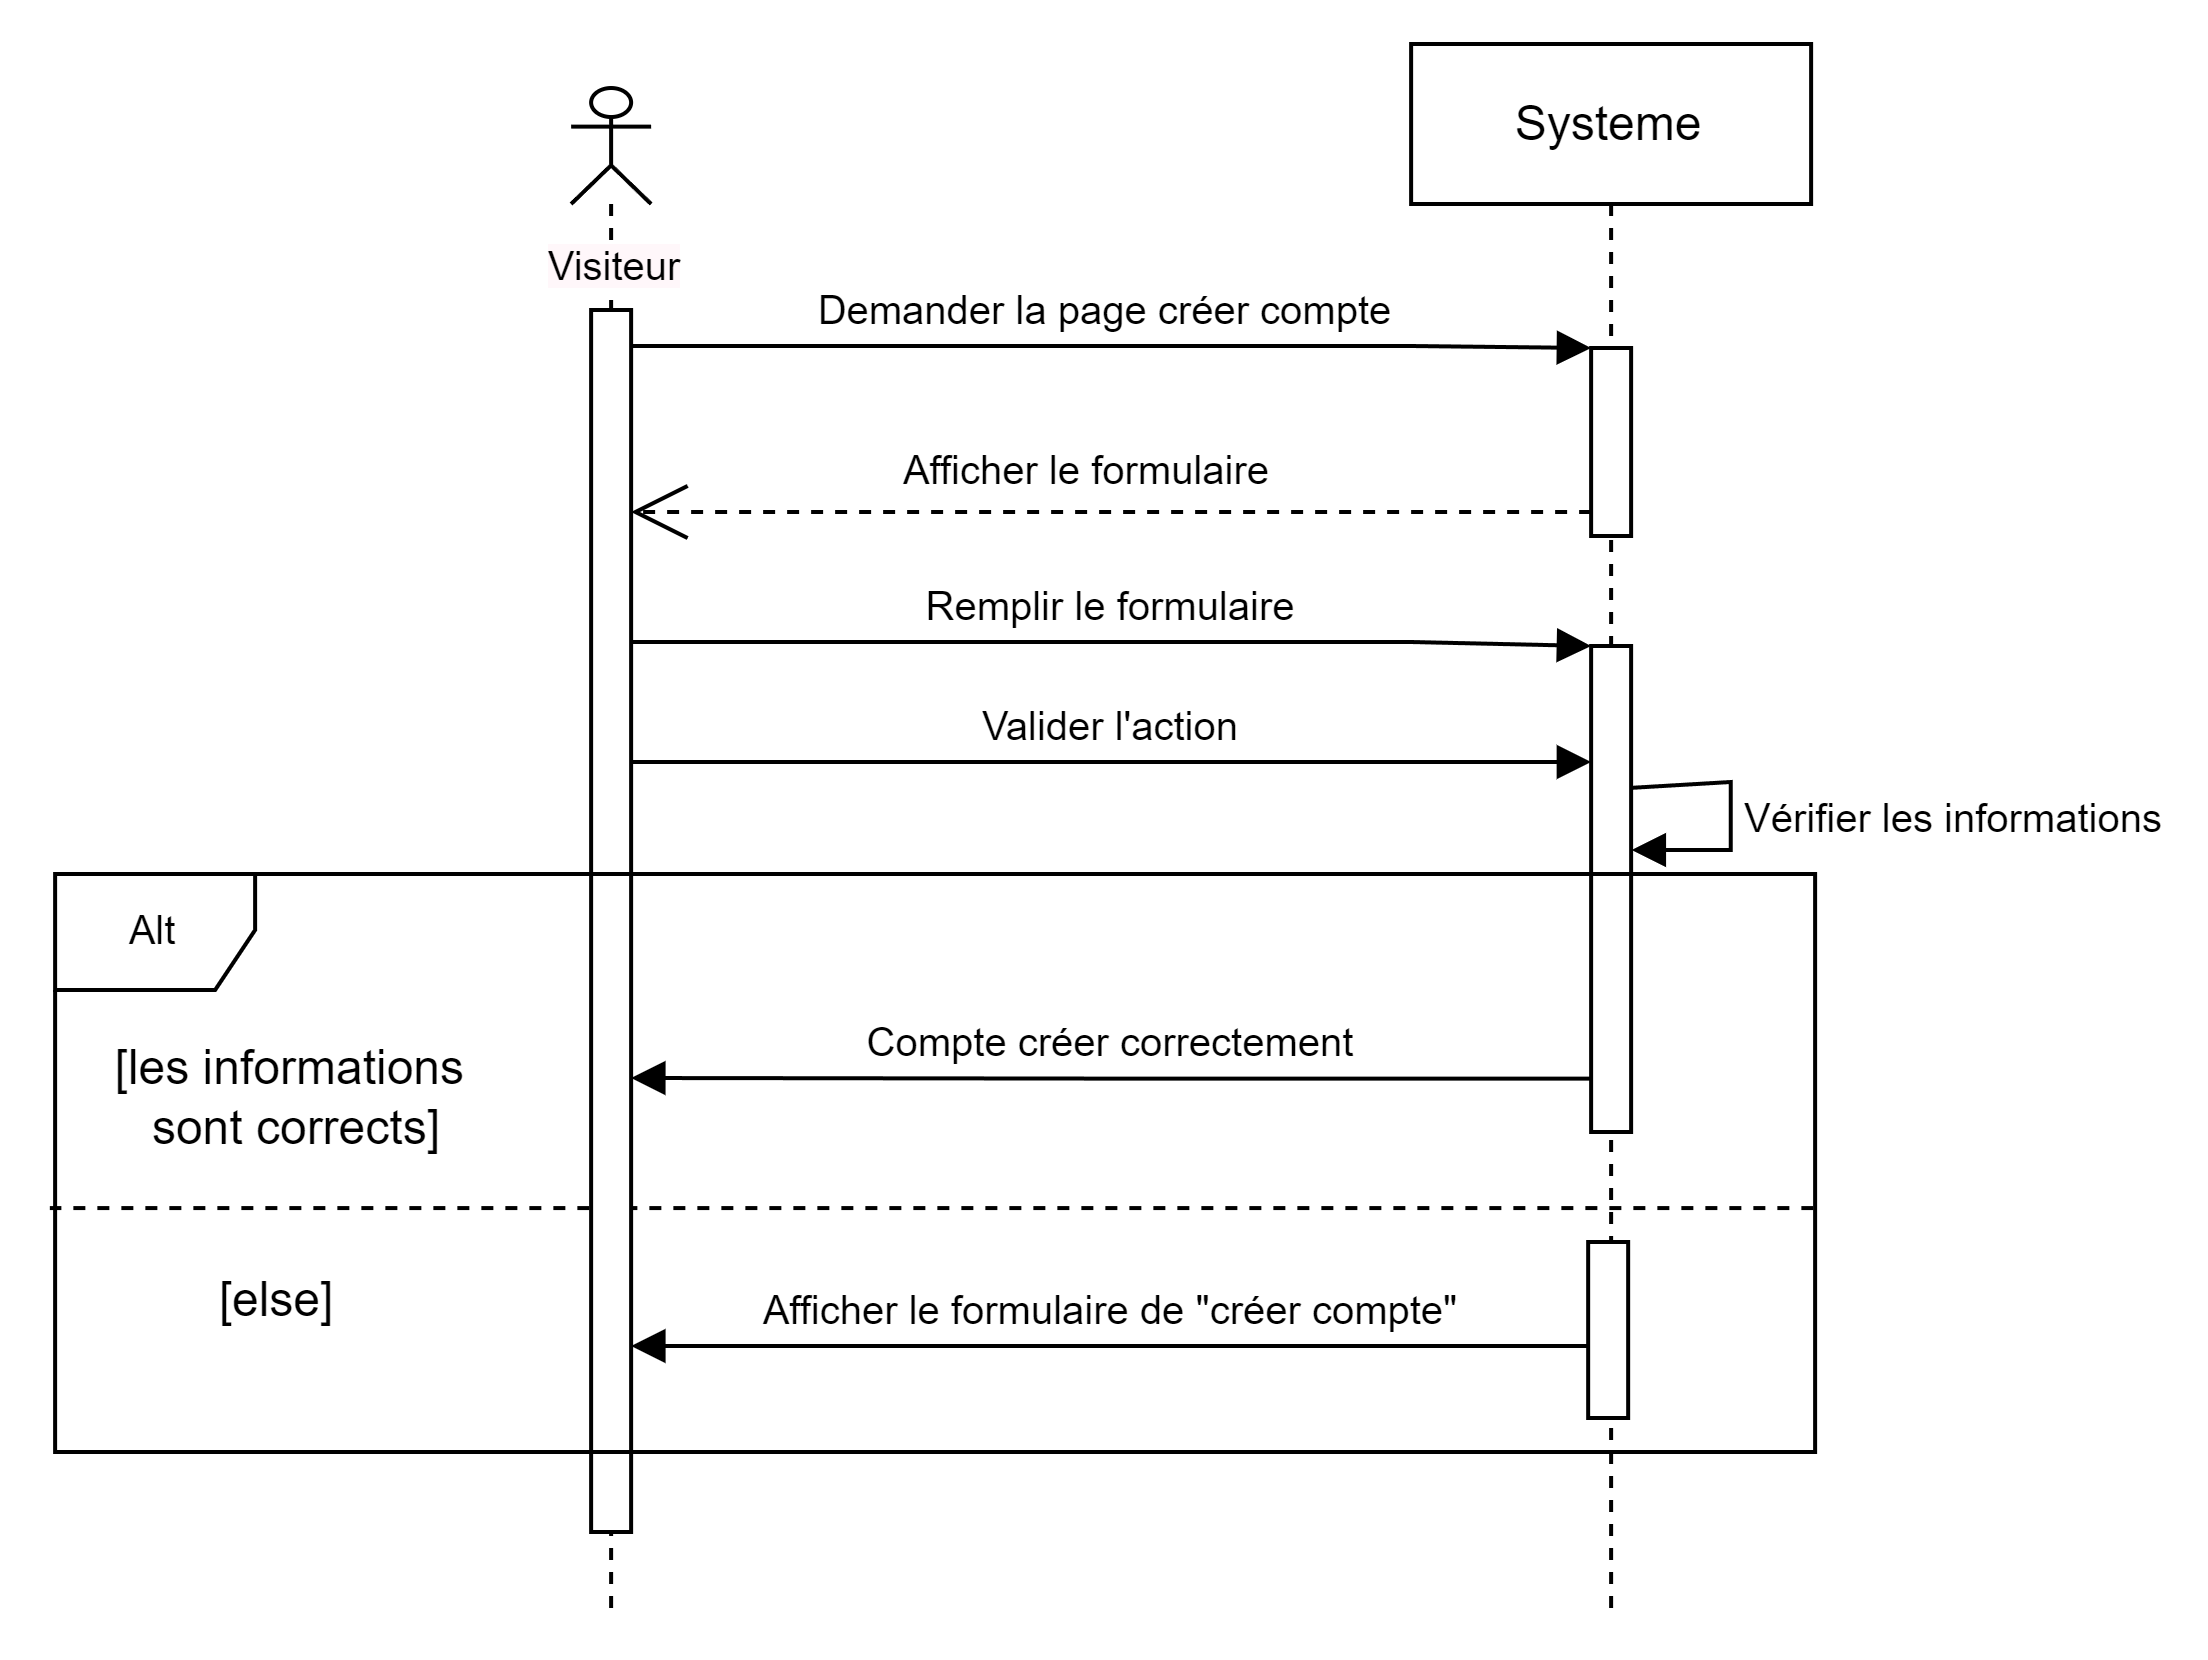 Systeme
Visiteur
Demander la page créer compte
Afficher le formulaire
Remplir le formulaire
Valider l'action
Vérifier les informations
Alt
Compte créer correctement
[les informations
sont corrects]
[else]
Afficher le formulaire de "créer compte"